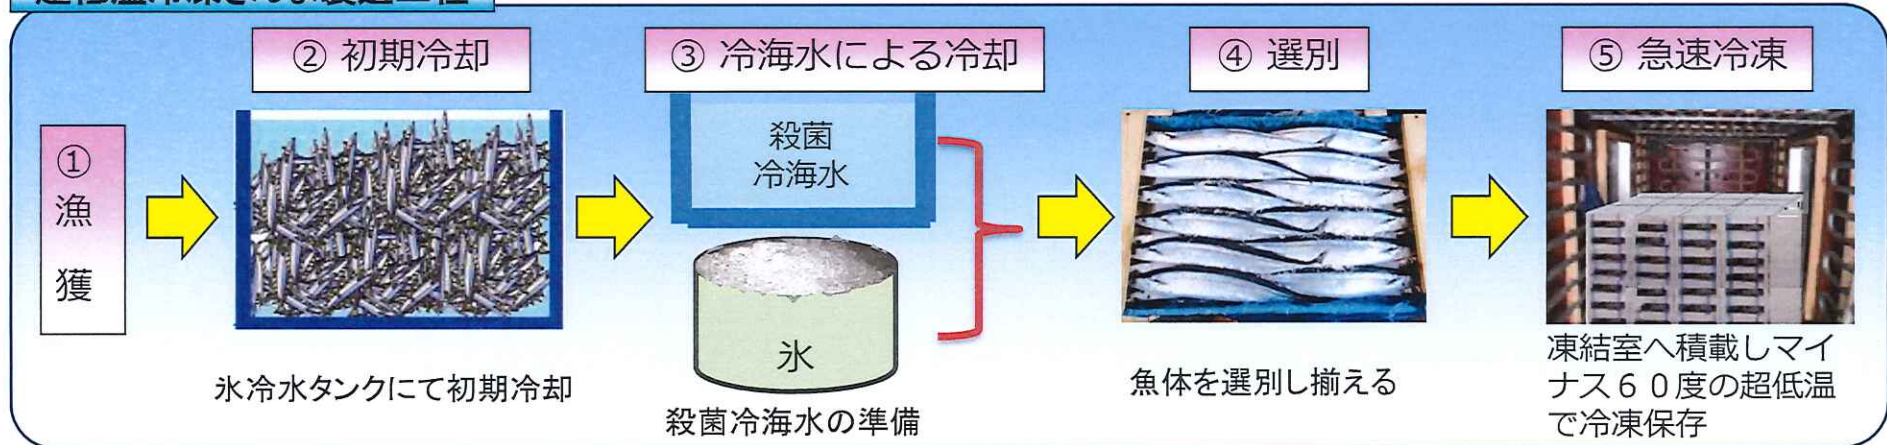 ② 初期冷却
③ 冷海水による冷却
④ 選別
⑤ 急速冷凍
①
漁
獲
殺菌
冷海水
氷
氷冷水タンクにて初期冷却
殺菌冷海水の準備
魚体を選別し揃える
凍結室へ積載しマイ
ナス６０度の超低温
で冷凍保存